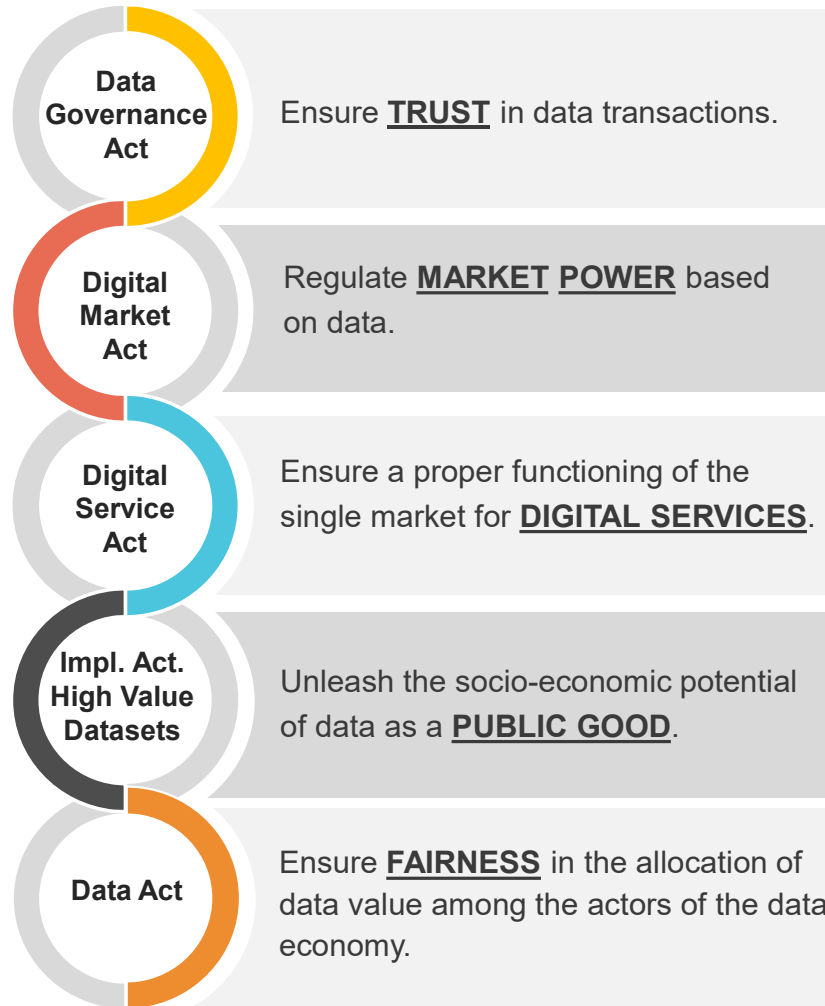 Data
Governance
Act
Ensure TRUST in data transactions.
Digital
Market
Act
Regulate MARKET POWER based
on data.
Digital
Service
Act
Ensure a proper functioning of the
single market for DIGITAL SERVICES.
Impl. Act.
High Value
Datasets
Unleash the socio-economic potential
of data as a PUBLIC GOOD.
Data Act
Ensure FAIRNESS in the allocation of
data value among the actors of the data
economy.